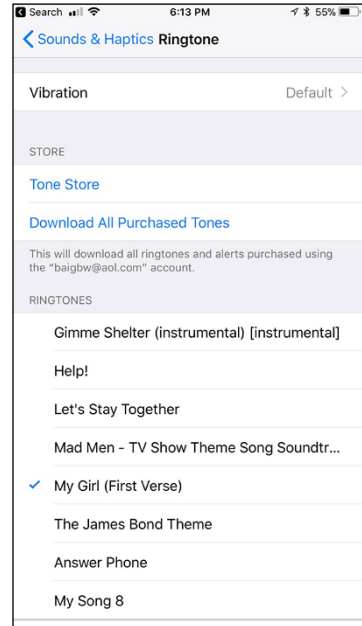 Search 6:13 PM 55%
Sounds & Haptics Ringtone
Vibration Default
STORE
Tone Store
Download All Purchased Tones
This will download all ringtones and alerts purchased using
the “baigbw@aol.com” account.
RINGTONES
Gimme Shelter (instrumental) [instrumental]
Help!
Let's Stay Together
Mad Men - TV Show Theme Song Soundtr...
My Girl (First Verse)
The James Bond Theme
Answer Phone
My Song 8